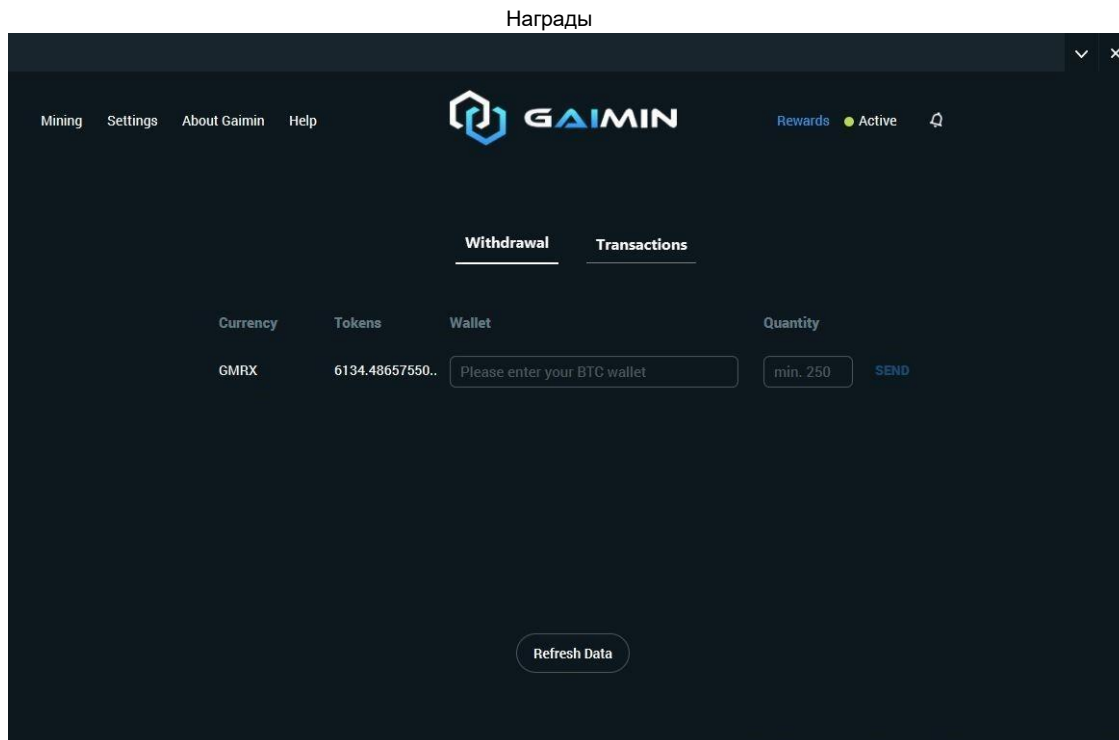 Награды
Mining Settings About Gaimin Help GAIMIN Rewards Active
Withdrawal Transactions
Currency Tokens Wallet Quantity
GMRX 6134.48657550.. Please enter your BTC wallet min. 250 SEND
Refresh Data